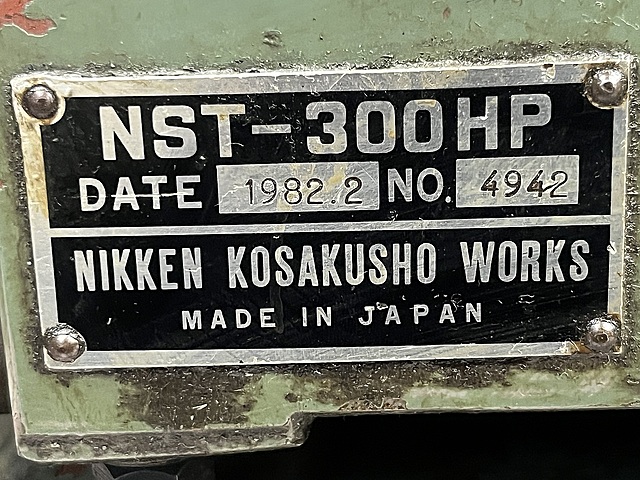 NST-300HP
DATE 1982.2 NO. 4942
NIKKEN KOSAKUSHO WORKS
MADE IN JAPAN